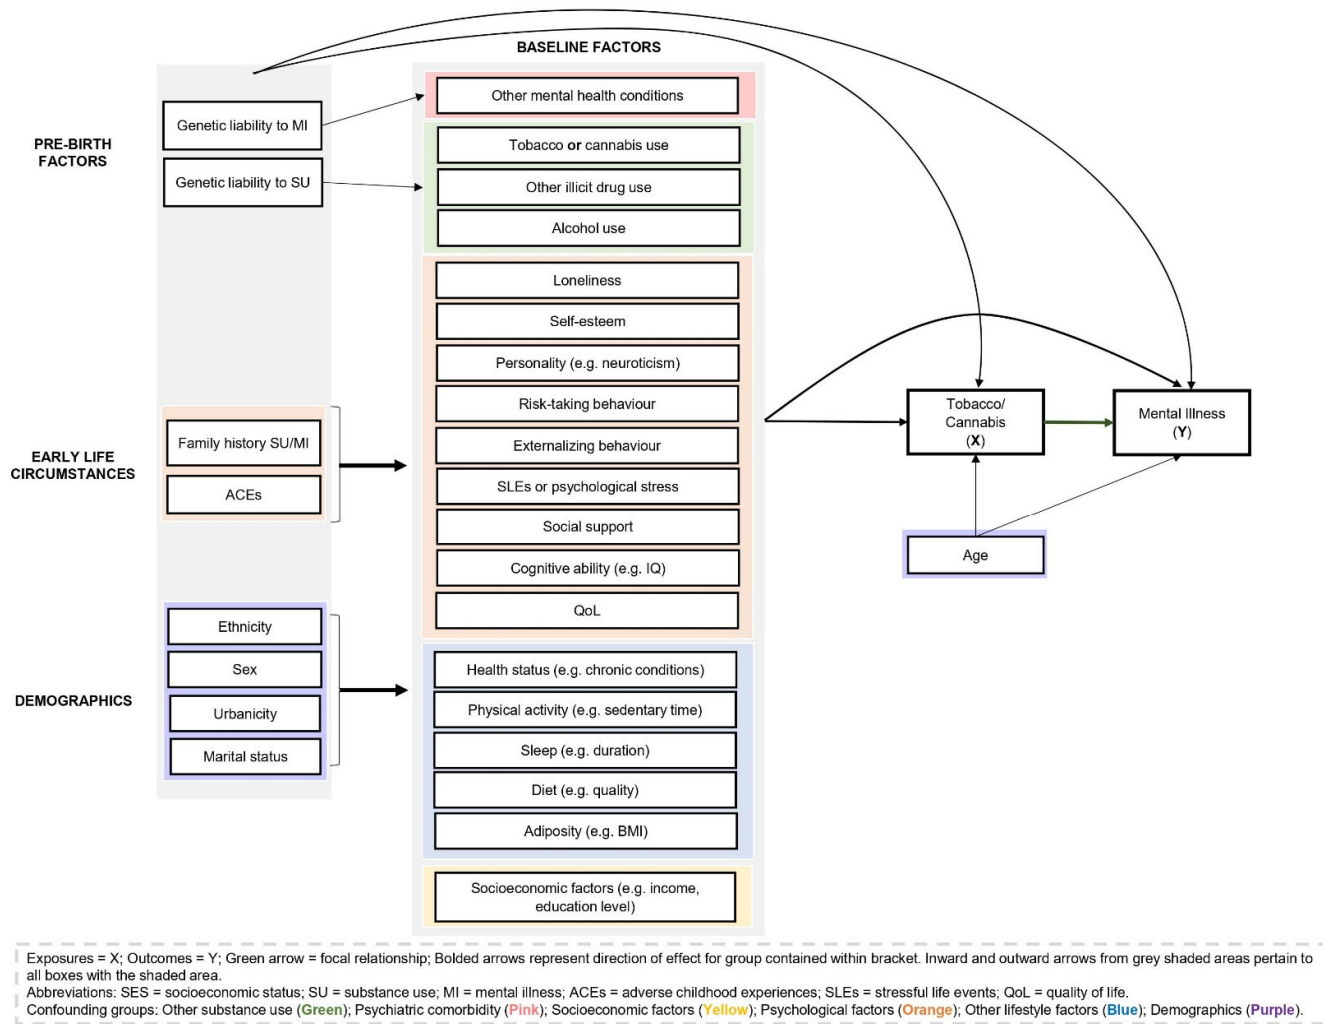 BASELINE FACTORS
PRE-BIRTH
FACTORS
Genetic liability to MI
Genetic liability to SU
Other mental health conditions
Tobacco or cannabis use
Other illicit drug use
Alcohol use
Loneliness
Self-esteem
Personality (e.g. neuroticism)
Risk-taking behaviour
Externalizing behaviour
SLEs or psychological stress
Social support
Cognitive ability (e.g. IQ)
QoL
EARLY LIFE
CIRCUMSTANCES
Family history SU/MI
ACEs
DEMOGRAPHICS
Ethnicity
Sex
Urbanicity
Marital status
Health status (e.g. chronic conditions)
Physical activity (e.g. sedentary time)
Sleep (e.g. duration)
Diet (e.g. quality)
Adiposity (e.g. BMI)
Socioeconomic factors (e.g. income,
education level)
Tobacco/
Cannabis
(X)
Mental Illness
(Y)
Age
Exposures = X; Outcomes = Y; Green arrow = focal relationship; Bolded arrows represent direction of effect for group contained within bracket. Inward and outward arrows from grey shaded areas pertain to
all boxes with the shaded area.
Abbreviations: SES = socioeconomic status; SU = substance use; MI = mental illness; ACEs = adverse childhood experiences; SLEs = stressful life events; QoL = quality of life.
Confounding groups: Other substance use (Green); Psychiatric comorbidity (Pink); Socioeconomic factors (Yellow); Psychological factors (Orange); Other lifestyle factors (Blue); Demographics (Purple).